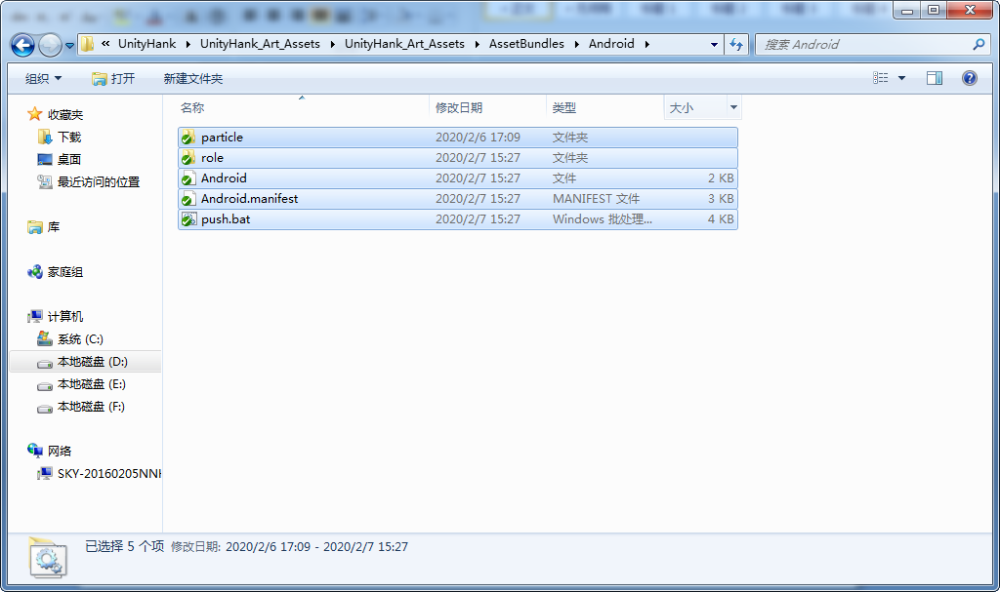 « UnityHank ▸ UnityHank_Art_Assets ▸ UnityHank_Art_Assets ▸ AssetBundles ▸ Android ▸
搜索 Android
组织 打开 新建文件夹
名称 修改日期 类型 大小
particle 2020/2/6 17:09 文件夹
role 2020/2/7 15:27 文件夹
Android 2020/2/7 15:27 文件 2 KB
Android.manifest 2020/2/7 15:27 MANIFEST 文件 3 KB
push.bat 2020/2/7 15:27 Windows 批处理... 4 KB
收藏夹
下载
桌面
最近访问的位置
库
家庭组
计算机
系统 (C:)
本地磁盘 (D:)
本地磁盘 (E:)
本地磁盘 (F:)
网络
SKY-20160205NNH
已选择 5 个项 修改日期: 2020/2/6 17:09 - 2020/2/7 15:27